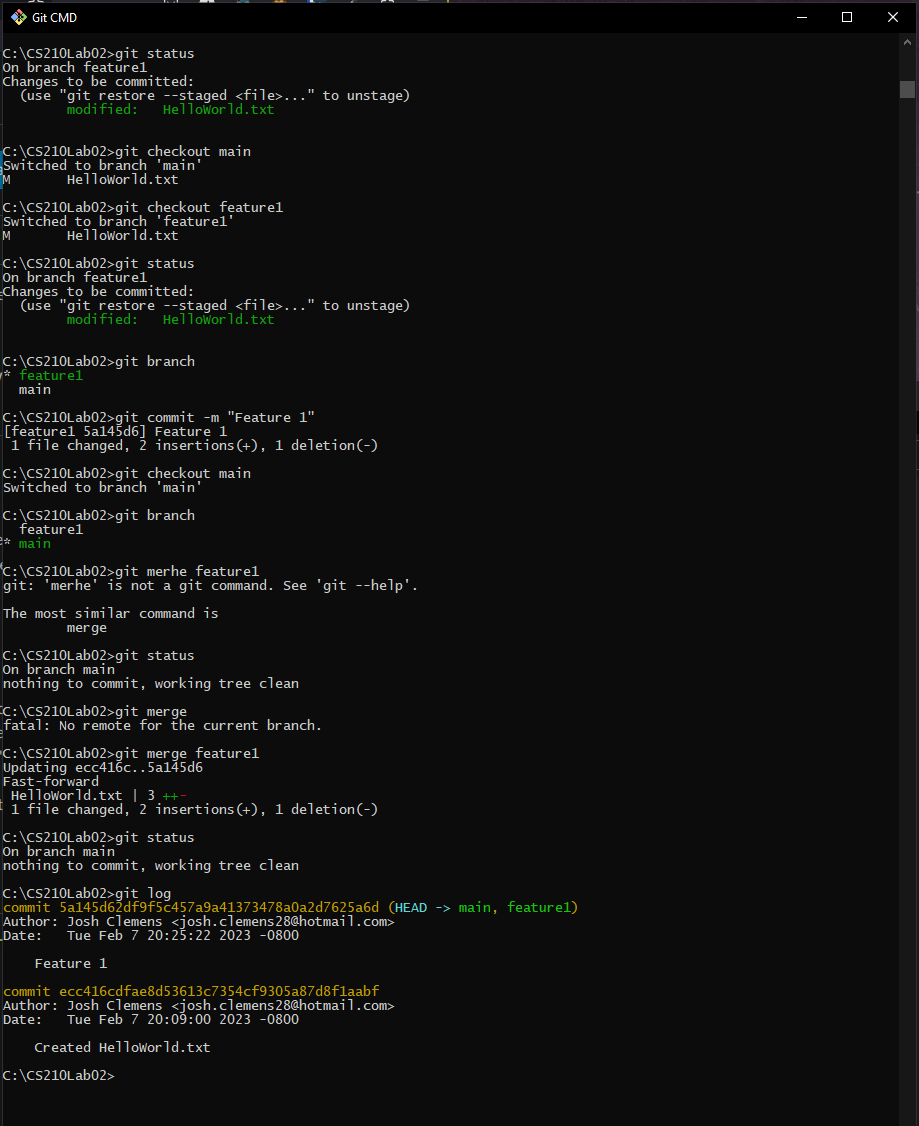 Git CMD
C:\CS210Lab02>git status
On branch feature1
Changes to be committed:
  (use "git restore --staged <file>..." to unstage)
        modified:   HelloWorld.txt
C:\CS210Lab02>git checkout main
Switched to branch 'main'
M       HelloWorld.txt
C:\CS210Lab02>git checkout feature1
Switched to branch 'feature1'
M       HelloWorld.txt
C:\CS210Lab02>git status
On branch feature1
Changes to be committed:
  (use "git restore --staged <file>..." to unstage)
        modified:   HelloWorld.txt
C:\CS210Lab02>git branch
* feature1
  main
C:\CS210Lab02>git commit -m "Feature 1"
[feature1 5a145d6] Feature 1
 1 file changed, 2 insertions(+), 1 deletion(-)
C:\CS210Lab02>git checkout main
Switched to branch 'main'
C:\CS210Lab02>git branch
  feature1
* main
C:\CS210Lab02>git merhe feature1
git: 'merhe' is not a git command. See 'git --help'.
The most similar command is
        merge
C:\CS210Lab02>git status
On branch main
nothing to commit, working tree clean
C:\CS210Lab02>git merge
fatal: No remote for the current branch.
C:\CS210Lab02>git merge feature1
Updating ecc416c..5a145d6
Fast-forward
 HelloWorld.txt | 3 ++-
 1 file changed, 2 insertions(+), 1 deletion(-)
C:\CS210Lab02>git status
On branch main
nothing to commit, working tree clean
C:\CS210Lab02>git log
commit 5a145d62df9f5c457a9a41373478a0a2d7625a6d (HEAD -> main, feature1)
Author: Josh Clemens <josh.clemens28@hotmail.com>
Date:   Tue Feb 7 20:25:22 2023 -0800
    Feature 1
commit ecc416cdfae8d53613c7354cf9305a87d8f1aabf
Author: Josh Clemens <josh.clemens28@hotmail.com>
Date:   Tue Feb 7 20:09:00 2023 -0800
    Created HelloWorld.txt
C:\CS210Lab02>